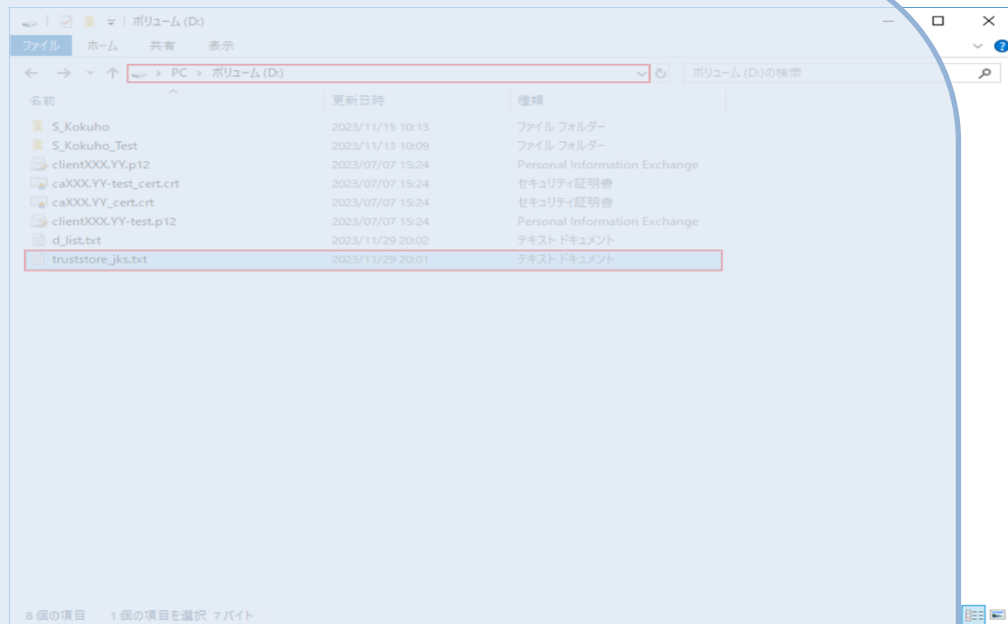 ボリューム (D:)
ファイル ホーム 共有 表示
PC > ボリューム (D:) ボリューム (D:)の検索
名前 更新日時 種類
S_Kokuho 2023/11/15 10:13 ファイル フォルダー
S_Kokuho_Test 2023/11/13 10:09 ファイル フォルダー
clientXXX.YY.p12 2023/07/07 15:24 Personal Information Exchange
caXXX.YY-test_cert.crt 2023/07/07 15:24 セキュリティ証明書
caXXX.YY_cert.crt 2023/07/07 15:24 セキュリティ証明書
clientXXX.YY-test.p12 2023/07/07 15:24 Personal Information Exchange
d_list.txt 2023/11/29 20:02 テキスト ドキュメント
truststore_jks.txt 2023/11/29 20:01 テキスト ドキュメント
8 個の項目 1 個の項目を選択 7 バイト